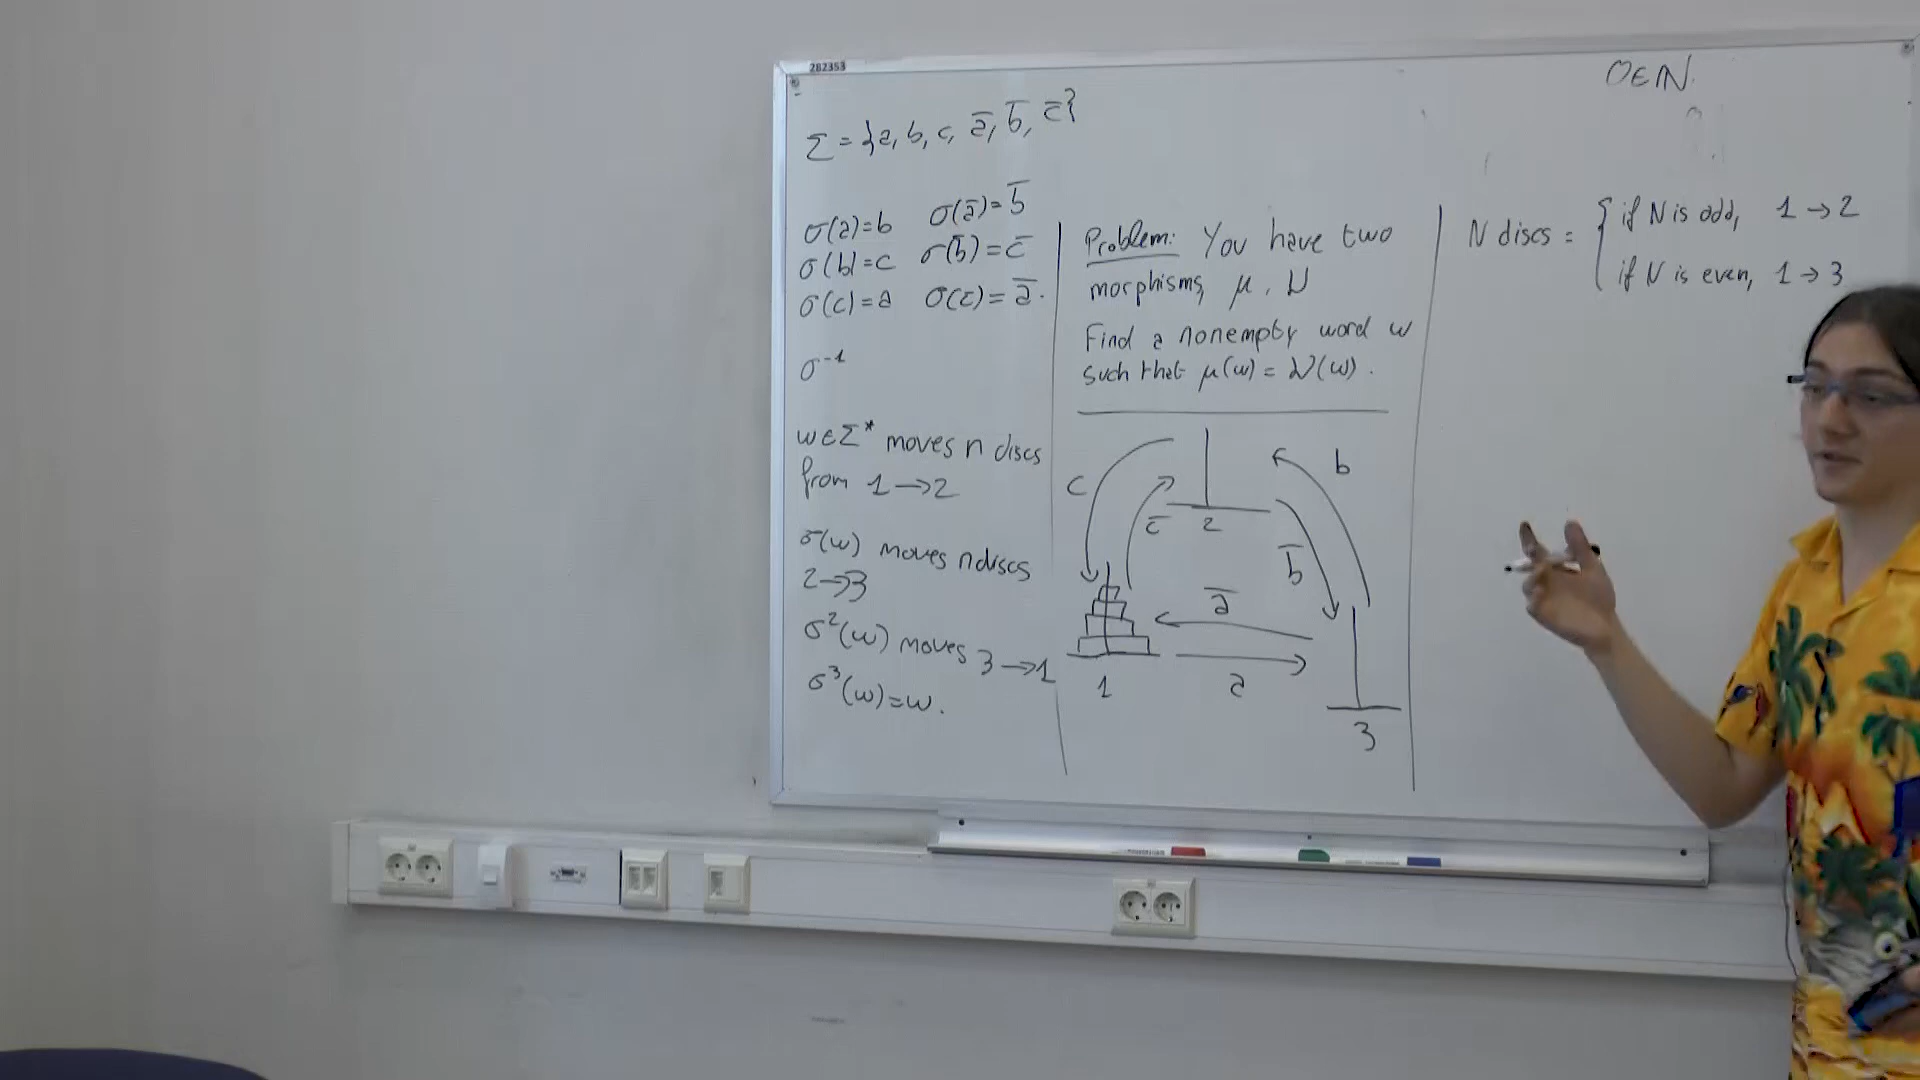 282353
0∈ℕ.
Σ = {a, b, c, a̅, b̅, c̅}
σ(a)=b σ(a̅)=b̅
σ(b)=c σ(b̅)=c̅
σ(c)=a σ(c̅)=a̅.
σ⁻¹
w∈Σ* moves n discs
from 1→2
σ(w) moves n discs
2→3
σ²(w) moves 3→1
σ³(w)=w.
Problem: You have two
morphisms, μ, ν
Find a nonempty word w
such that μ(w) = ν(w).
b
c
c̅
2
b̅
a̅
1
a
3
N discs = { if N is odd, 1→2
if N is even, 1→3